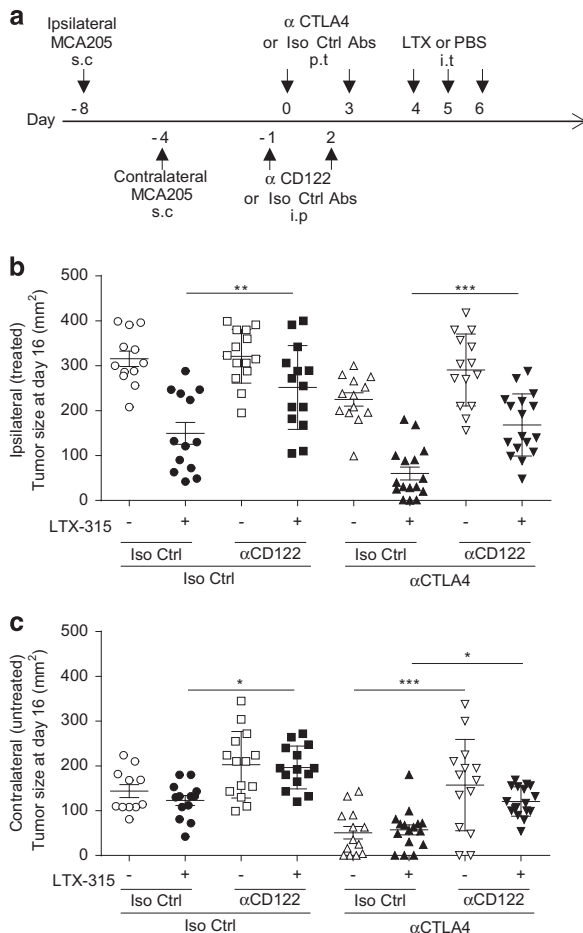 a
Ipsilateral
MCA205
s.c
α CTLA4
or Iso Ctrl Abs
p.t
LTX or PBS
i.t
Day
-8
0
3
4
5
6
-4
-1
2
Contralateral
MCA205
s.c
α CD122
or Iso Ctrl Abs
i.p
b
Ipsilateral (treated)
Tumor size at day 16 (mm²)
500
400
300
200
100
0
**
***
LTX-315
- + - + - + - +
Iso Ctrl αCD122 Iso Ctrl αCD122
Iso Ctrl αCTLA4
c
Contralateral (untreated)
Tumor size at day 16 (mm²)
500
400
300
200
100
0
*
***
*
LTX-315
- + - + - + - +
Iso Ctrl αCD122 Iso Ctrl αCD122
Iso Ctrl αCTLA4